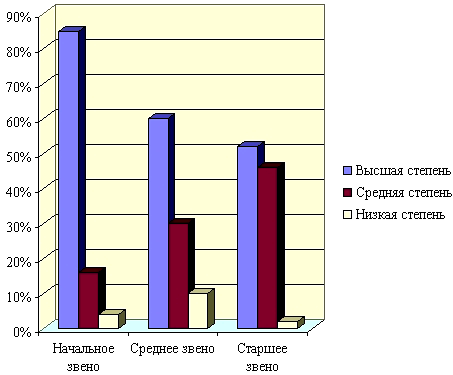 90%
80%
70%
60%
50%
40%
30%
20%
10%
0%
Начальное звено
Среднее звено
Старшее звено
Высшая степень
Средняя степень
Низкая степень